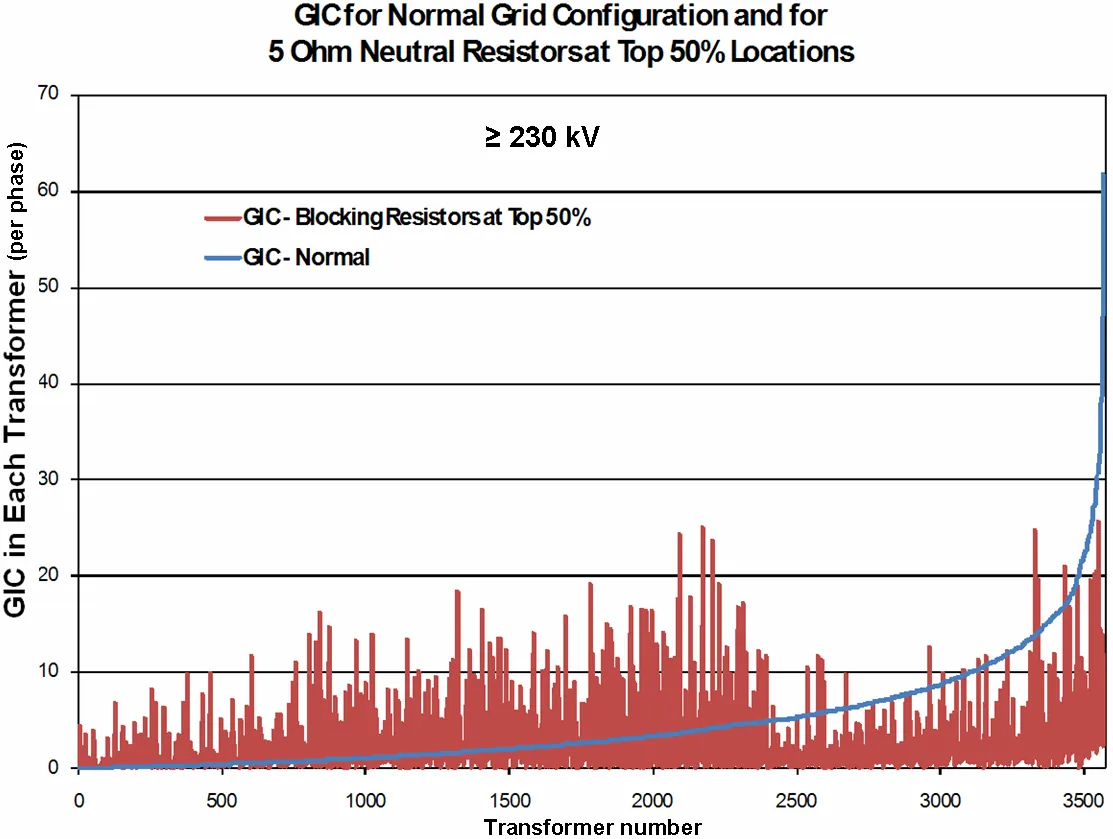 GIC for Normal Grid Configuration and for
5 Ohm Neutral Resistors at Top 50% Locations
70
60
50
40
30
20
10
0
GIC in Each Transformer (per phase)
≥ 230 kV
GIC - Blocking Resistors at Top 50%
GIC - Normal
0 500 1000 1500 2000 2500 3000 3500
Transformer number